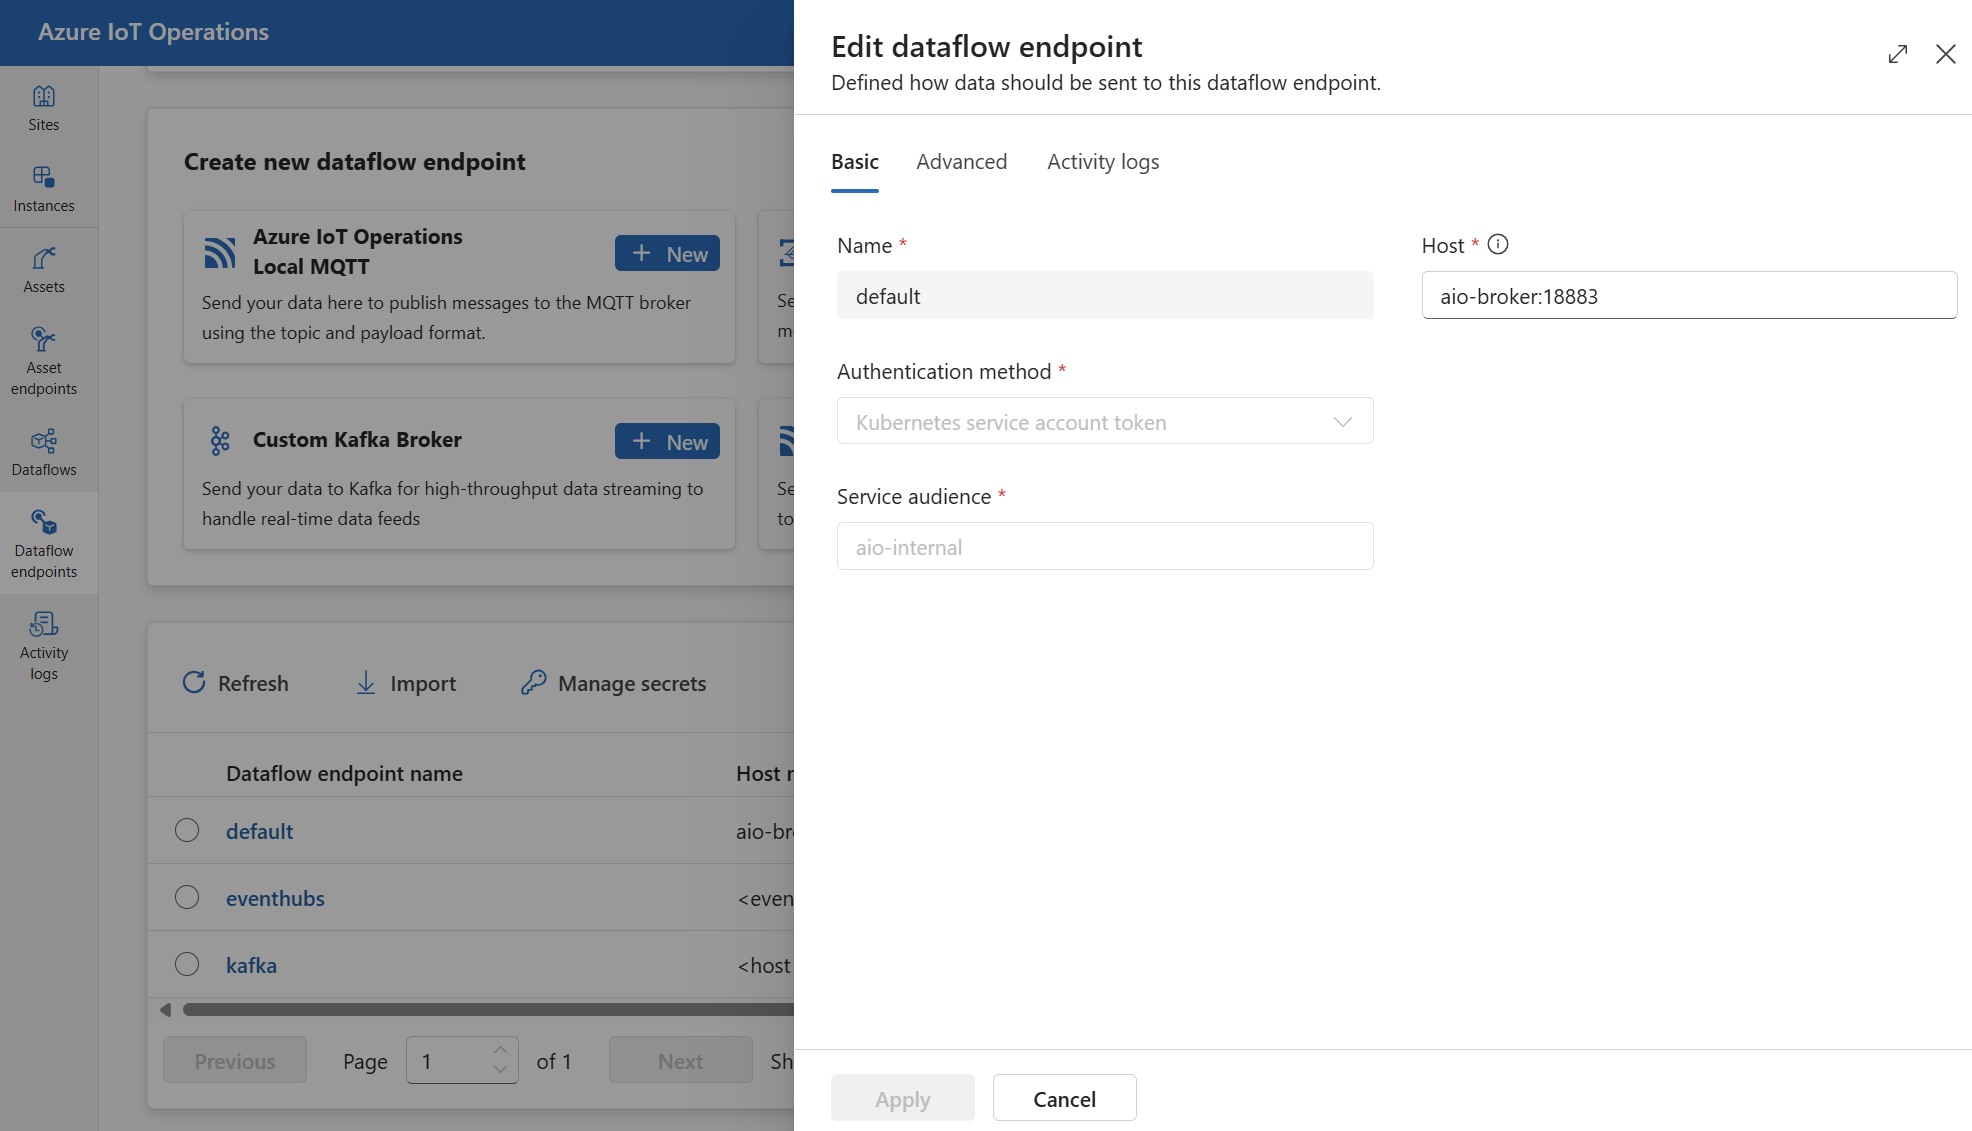 Azure IoT Operations
Sites
Instances
Assets
Asset
endpoints
Dataflows
Dataflow
endpoints
Activity
logs
Create new dataflow endpoint
Azure IoT Operations
Local MQTT
New
Send your data here to publish messages to the MQTT broker
using the topic and payload format.
Custom Kafka Broker
New
Send your data to Kafka for high-throughput data streaming to
handle real-time data feeds
Se
m
Se
to
Refresh
Import
Manage secrets
Dataflow endpoint name
Host
default
aio-br
eventhubs
<even
kafka
<host
Previous
Page
1
of 1
Next
Sh
Edit dataflow endpoint
Defined how data should be sent to this dataflow endpoint.
Basic
Advanced
Activity logs
Name *
default
Host *
aio-broker:18883
Authentication method *
Kubernetes service account token
Service audience *
aio-internal
Apply
Cancel